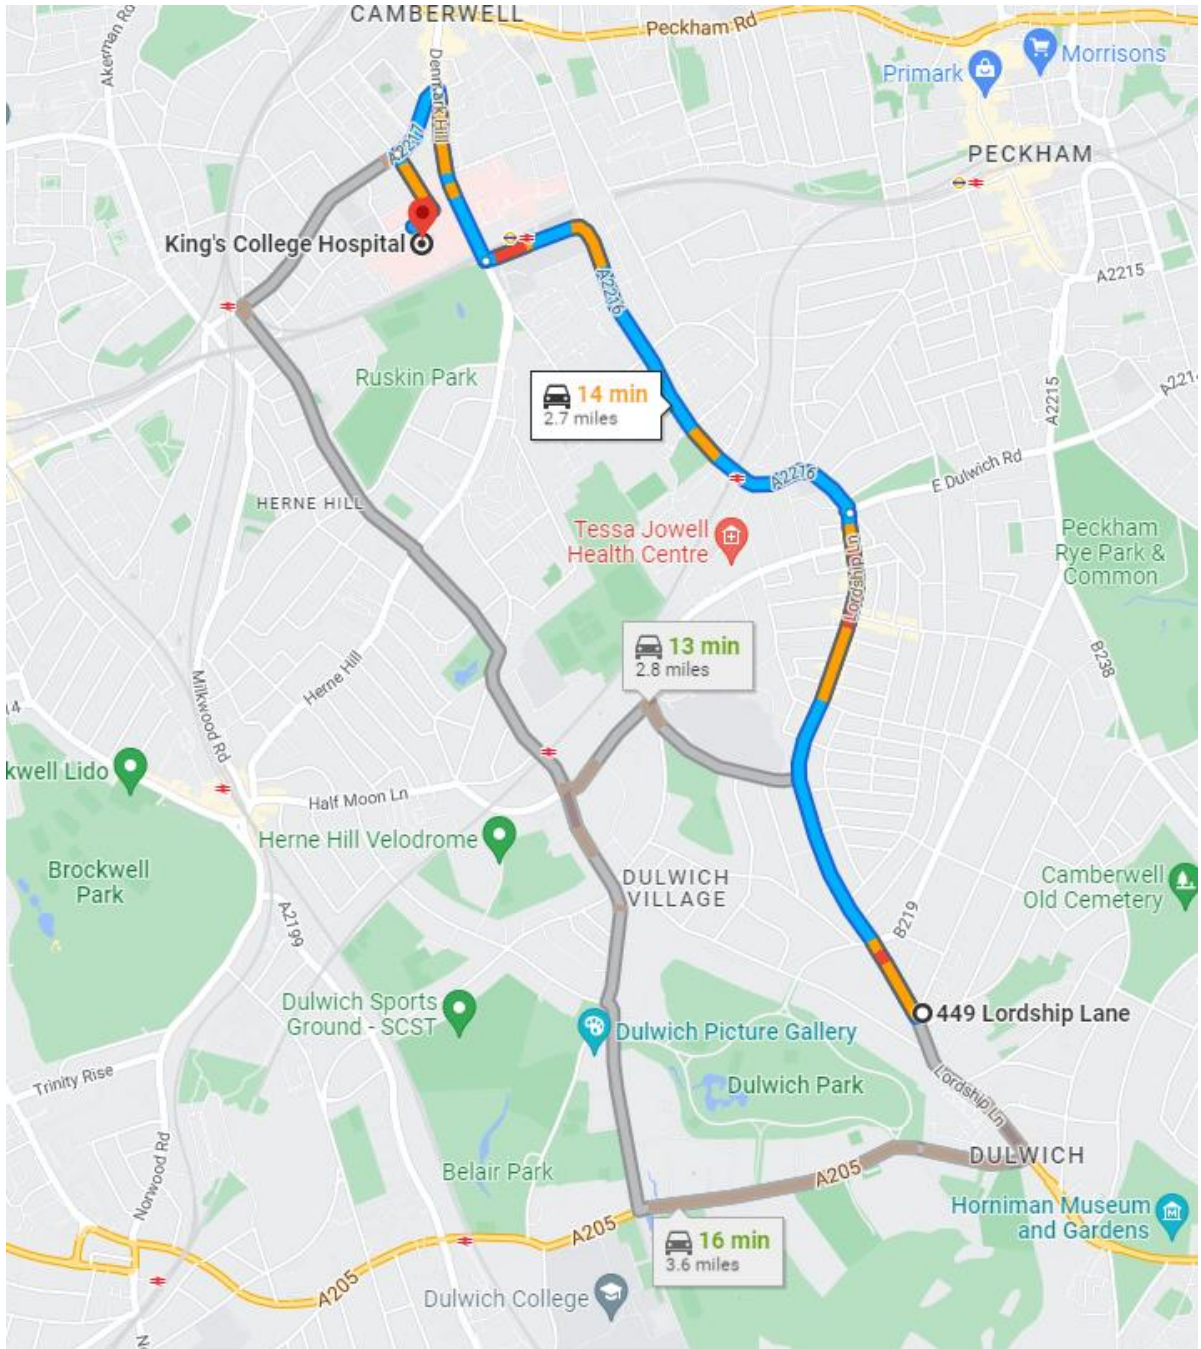 CAMBERWELL
Peckham Rd
Akerman Ro
Denmark Hill
Primark
Morrisons
A2217
PECKHAM
King's College Hospital
A2215
A2216
Ruskin Park
14 min
2.7 miles
A2215
A221
A2216
E Dulwich Rd
HERNE HILL
Tessa Jowell
Health Centre
Lordship Ln
Peckham
Rye Park &
Common
13 min
2.8 miles
B238
Herne Hill
Milkwood Rd
14
kwell Lido
Half Moon Ln
Herne Hill Velodrome
Brockwell
Park
DULWICH
VILLAGE
Camberwell
Old Cemetery
A2199
B219
Dulwich Sports
Ground - SCST
449 Lordship Lane
Dulwich Picture Gallery
Trinity Rise
Dulwich Park
Lordship Ln
Norwood Rd
Belair Park
DULWICH
A205
Horniman Museum
and Gardens
A205
16 min
3.6 miles
A205
Dulwich College
N